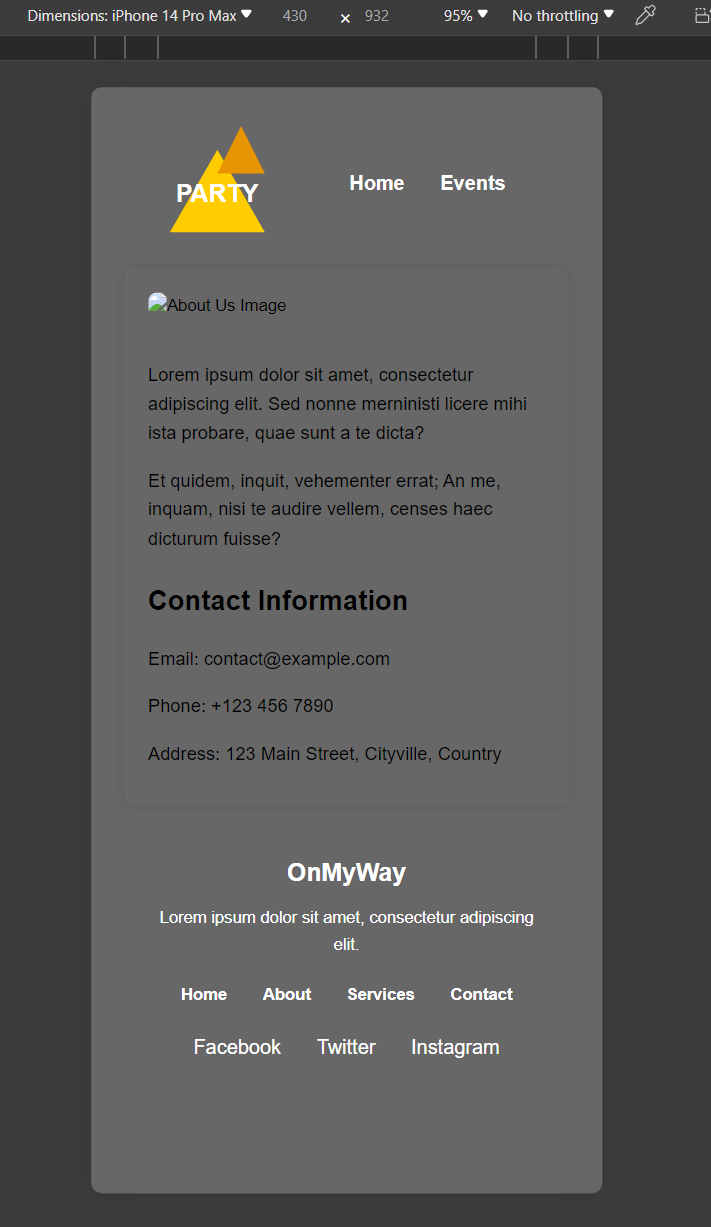 Dimensions: iPhone 14 Pro Max 430 × 932 95% No throttling
PARTY
Home Events
About Us Image
Lorem ipsum dolor sit amet, consectetur
adipiscing elit. Sed nonne merninisti licere mihi
ista probare, quae sunt a te dicta?
Et quidem, inquit, vehementer errat; An me,
inquam, nisi te audire vellem, censes haec
dicturum fuisse?
Contact Information
Email: contact@example.com
Phone: +123 456 7890
Address: 123 Main Street, Cityville, Country
OnMyWay
Lorem ipsum dolor sit amet, consectetur adipiscing
elit.
Home About Services Contact
Facebook Twitter Instagram